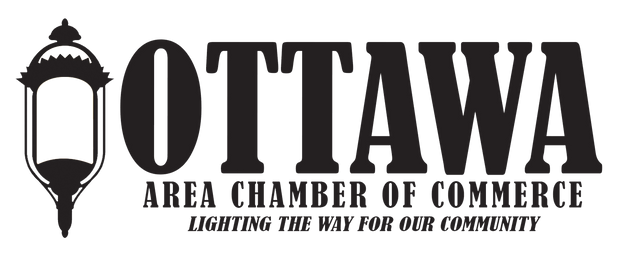 OTTAWA
AREA CHAMBER OF COMMERCE
LIGHTING THE WAY FOR OUR COMMUNITY